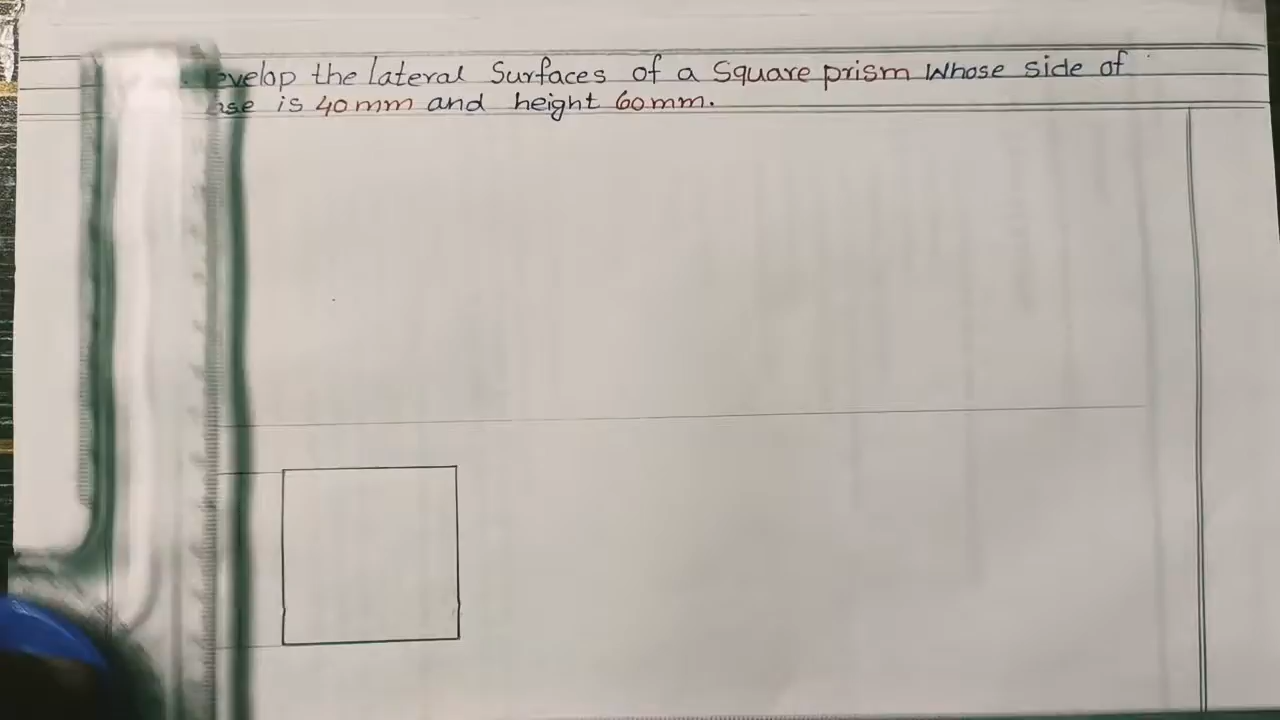 evelop the lateral Surfaces of a Square prism Whose side of
ase is 40mm and height 60mm.